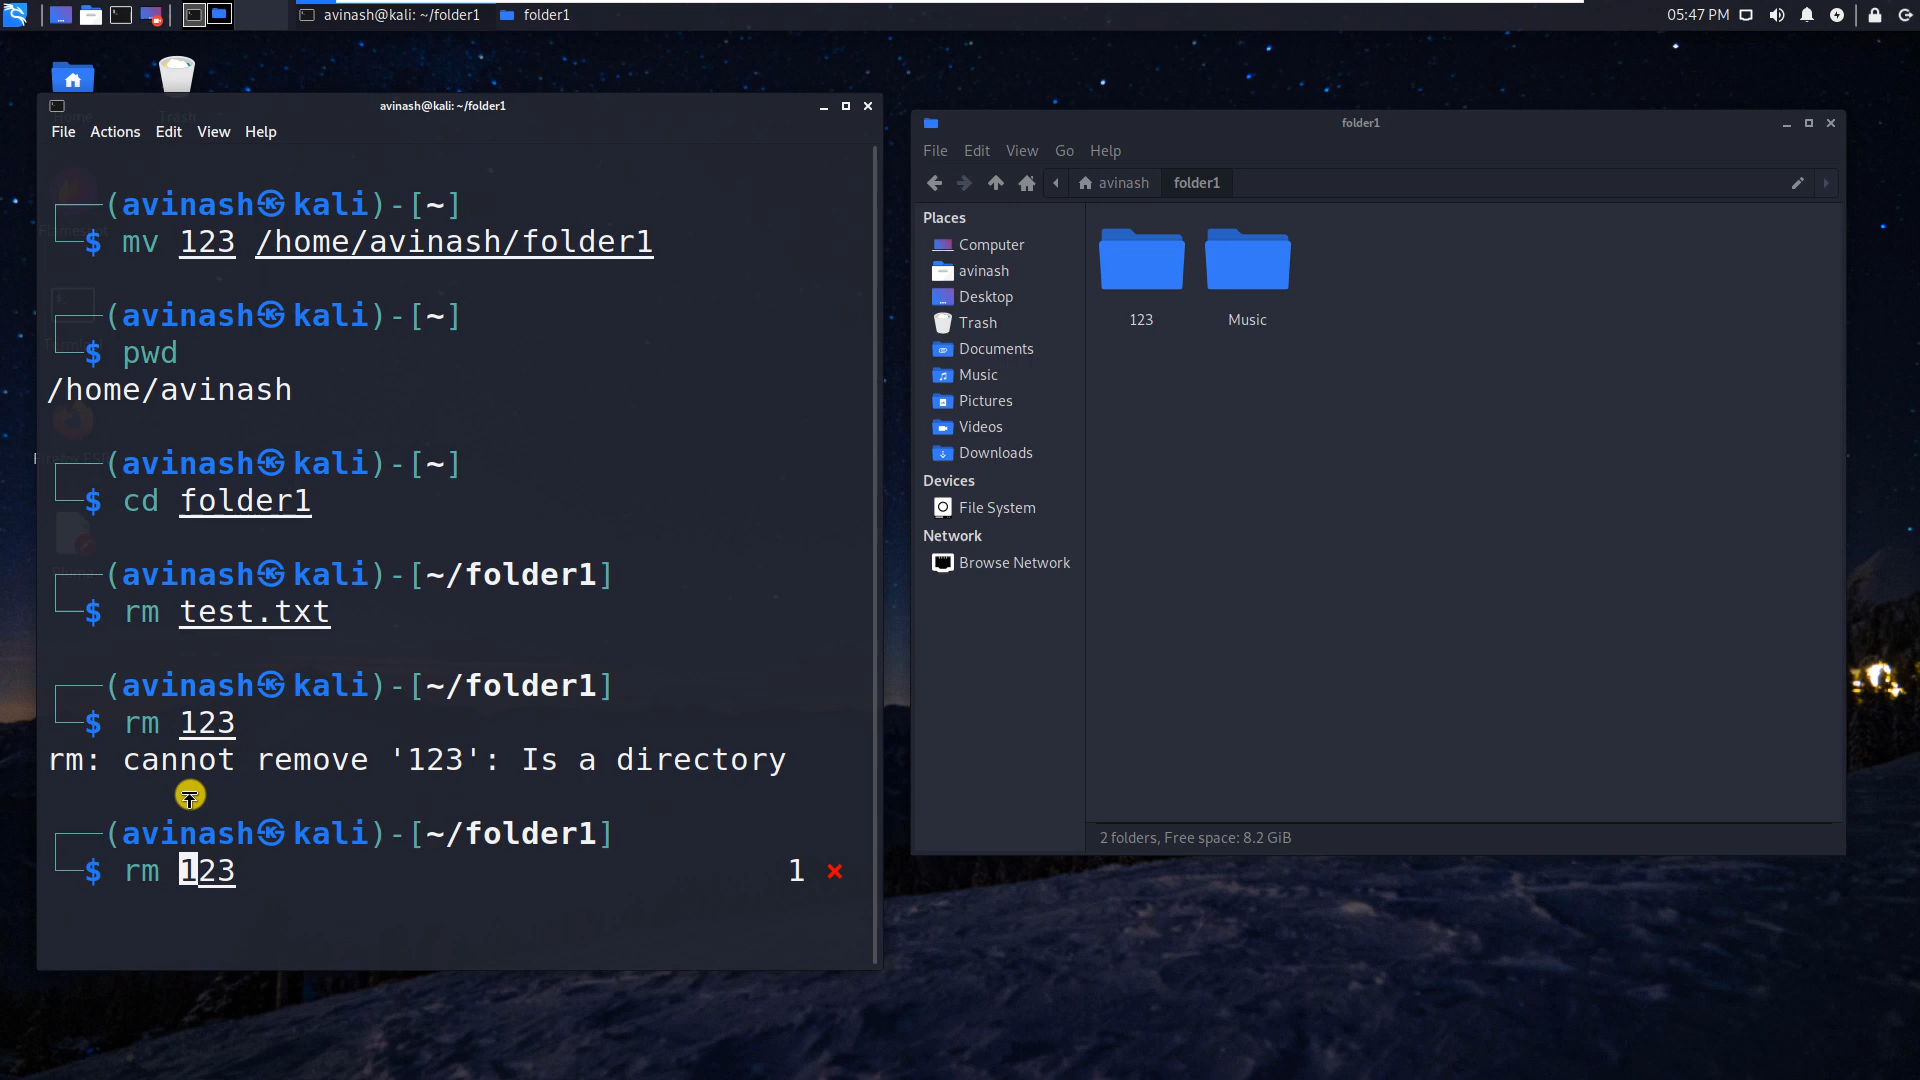 avinash@kali: ~/folder1
folder1
05:47 PM
Home
Trash
avinash@kali: ~/folder1
File Actions Edit View Help
(avinash㉿kali)-[~]
$ mv 123 /home/avinash/folder1
(avinash㉿kali)-[~]
$ pwd
/home/avinash
(avinash㉿kali)-[~]
$ cd folder1
(avinash㉿kali)-[~/folder1]
$ rm test.txt
(avinash㉿kali)-[~/folder1]
$ rm 123
rm: cannot remove '123': Is a directory
(avinash㉿kali)-[~/folder1]
$ rm 123 1 ×
folder1
File Edit View Go Help
avinash folder1
Places
Computer
avinash
Desktop
Trash
Documents
Music
Pictures
Videos
Downloads
Devices
File System
Network
Browse Network
123
Music
2 folders, Free space: 8.2 GiB